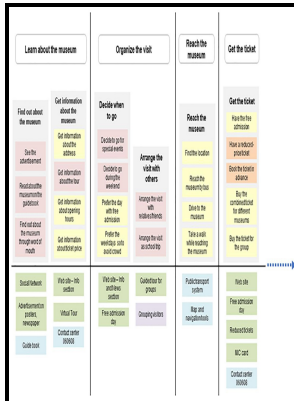 Learn about the museum
Organize the visit
Reach the
museum
Get the ticket
Find out about
the museum
See the
advertisement
Read about the
museum on the
guidebook
Find out about
the museum
through word of
mouth
Get information
about the
museum
Get information
about the
address
Get information
about the tour
Get information
about opening
hours
Get information
about ticket price
Decide when
to go
Decide to go for
special events
Decide to go
during the
weekend
Prefer the day
with free
admission
Prefer the
weekdays so to
avoid crowd
Arrange the
visit with
others
Arrange the visit
with
relatives/friends
Arrange the visit
as school trip
Reach the
museum
Find the location
Reach the
museum by bus
Drive to the
museum
Take a walk
while reaching
the museum
Get the ticket
Have the free
admission
Have a reduced-
price ticket
Book the ticket in
advance
Buy the
combined ticket
for different
museums
Buy the ticket
for the group
Social Network
Advertisement on
posters,
newspaper
Guide book
Web site – Info
section
Virtual Tour
Contact center
060608
Web site – Info
and News
section
Free admission
day
Guided tour for
groups
Grouping visitors
Public transport
system
Map and
navigation tools
Web site
Free admission
day
Reduced tickets
MIC card
Contact center
060608